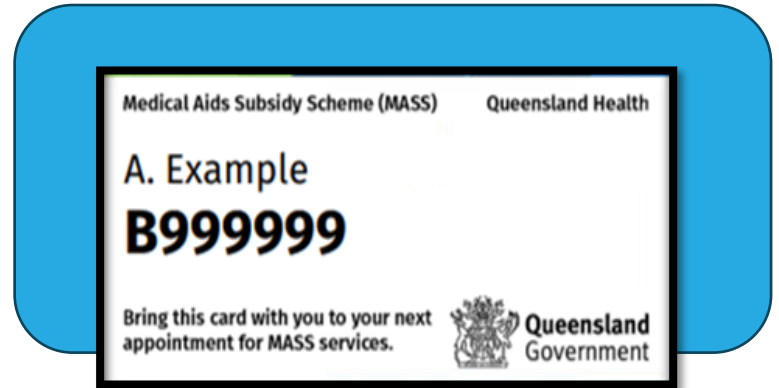 Medical Aids Subsidy Scheme (MASS) Queensland Health
A. Example
B999999
Bring this card with you to your next
appointment for MASS services.
Queensland
Government